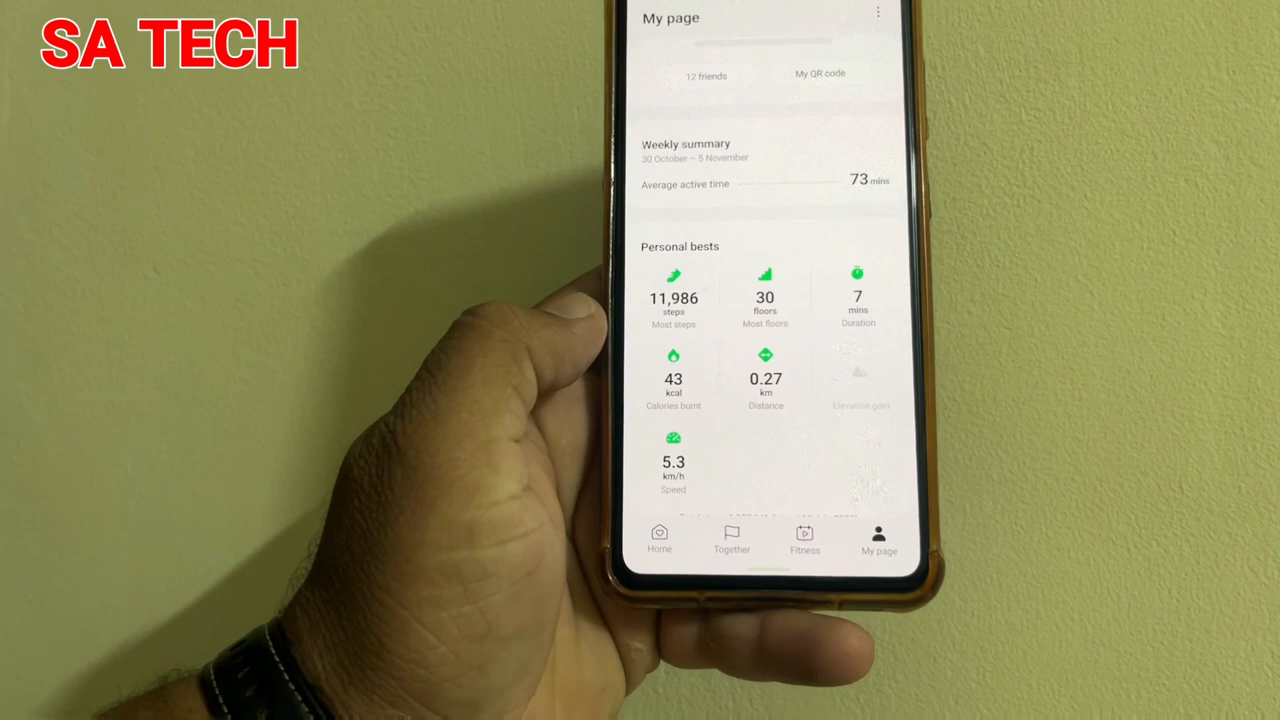 SA TECH
My page
12 friends
My QR code
Weekly summary
30 October – 5 November
Average active time
73 mins
Personal bests
11,986
steps
Most steps
30
floors
Most floors
7
mins
Duration
43
kcal
Calories burnt
0.27
km
Distance
Elevation gain
5.3
km/h
Speed
Home
Together
Fitness
My page